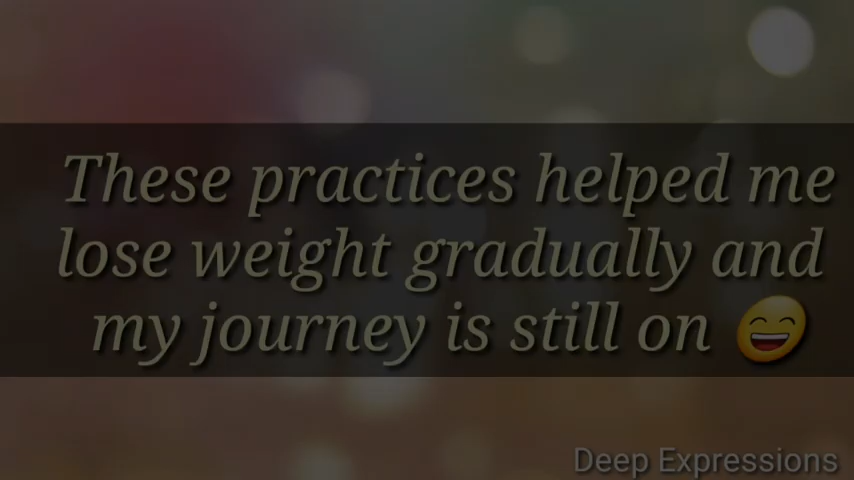 These practices helped me
lose weight gradually and
my journey is still on 😄
Deep Expressions